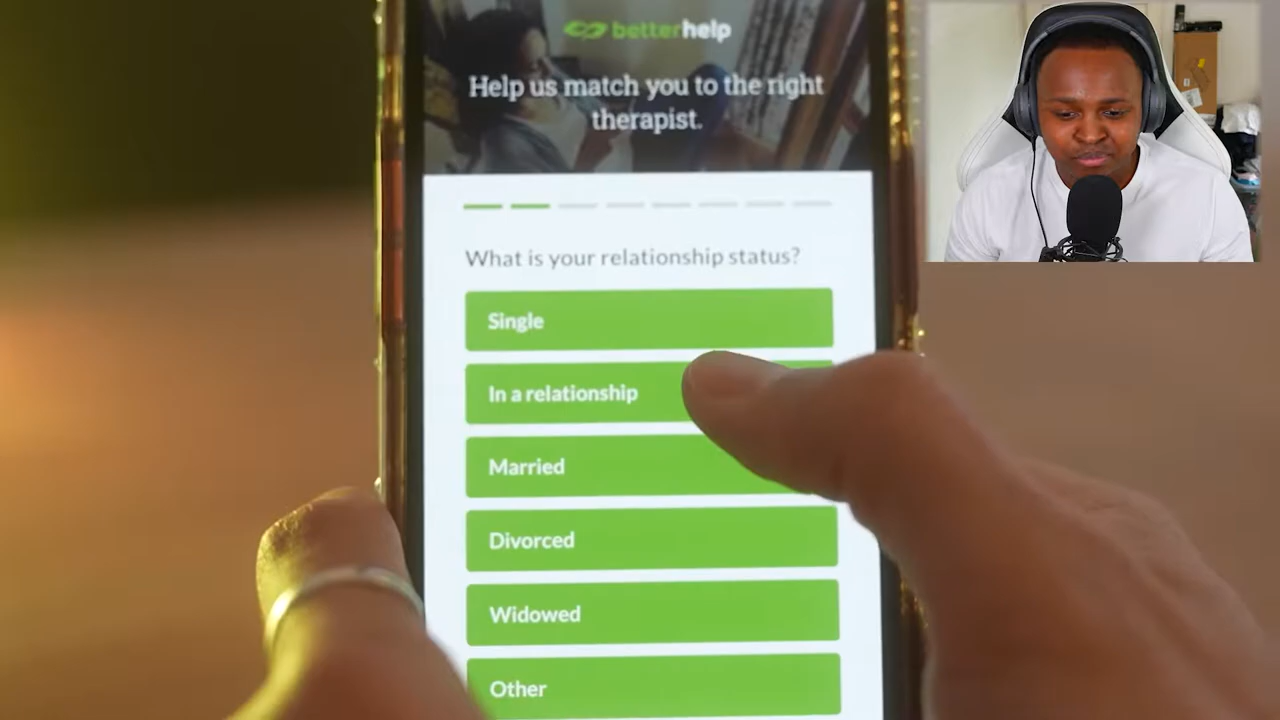 betterhelp
Help us match you to the right
therapist.
What is your relationship status?
Single
In a relationship
Married
Divorced
Widowed
Other